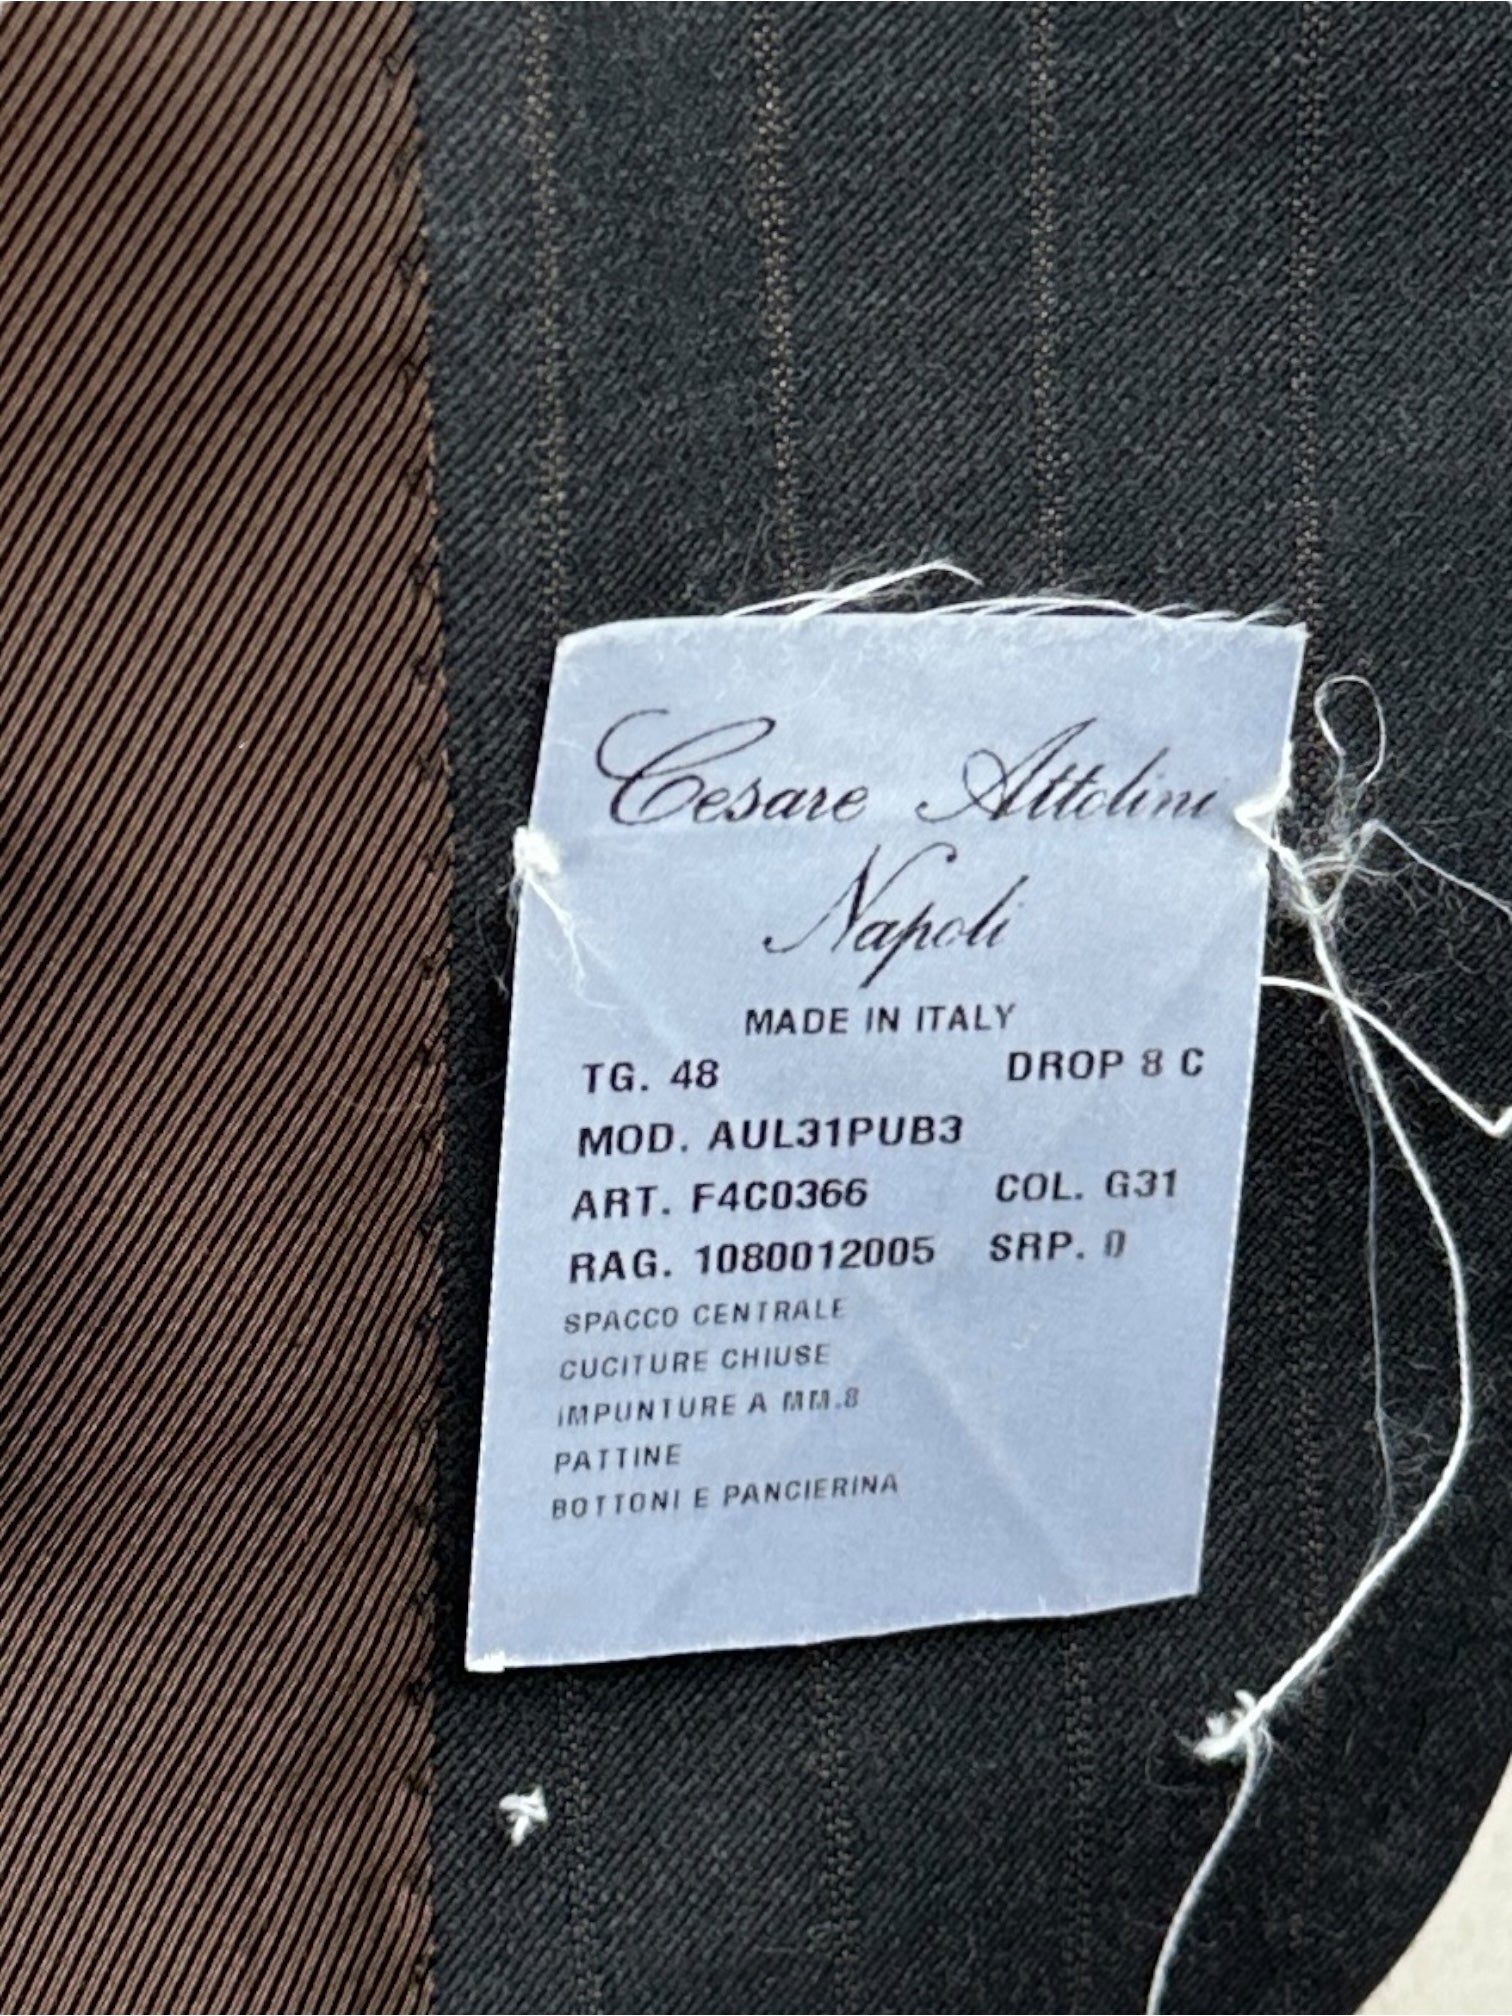 Cesare Attolini
Napoli
MADE IN ITALY
TG. 48 DROP 8 C
MOD. AUL31PUB3
ART. F4C0366 COL. G31
RAG. 1080012005 SRP. 0
SPACCO CENTRALE
CUCITURE CHIUSE
IMPUNTURE A MM.8
PATTINE
BOTTONI E PANCIERINA